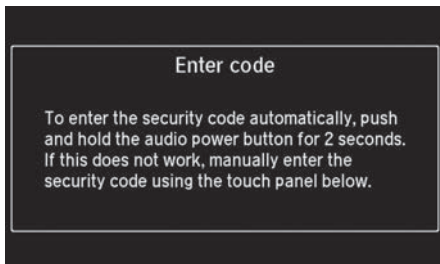 Enter code
To enter the security code automatically, push
and hold the audio power button for 2 seconds.
If this does not work, manually enter the
security code using the touch panel below.